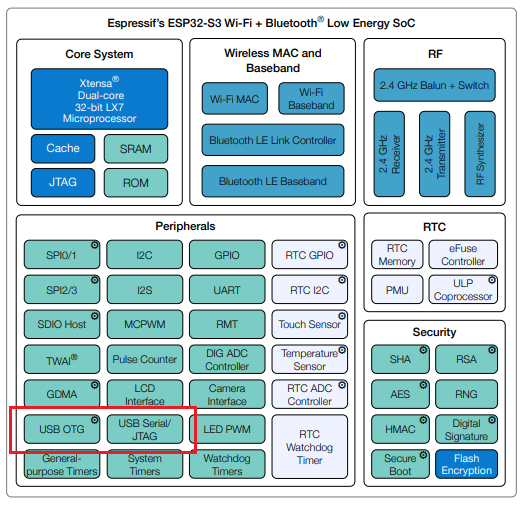 Espressif's ESP32-S3 Wi-Fi + Bluetooth® Low Energy SoC
Core System
Xtensa®
Dual-core
32-bit LX7
Microprocessor
Cache
SRAM
JTAG
ROM
Wireless MAC and
Baseband
Wi-Fi MAC
Wi-Fi
Baseband
Bluetooth LE Link Controller
Bluetooth LE Baseband
RF
2.4 GHz Balun + Switch
2.4 GHz
Receiver
2.4 GHz
Transmitter
RF Synthesizer
Peripherals
SPI0/1
I2C
GPIO
RTC GPIO
SPI2/3
I2S
UART
RTC I2C
SDIO Host
MCPWM
RMT
Touch Sensor
TWAI®
Pulse Counter
DIG ADC
Controller
Temperature
Sensor
GDMA
LCD
Interface
Camera
Interface
RTC ADC
Controller
USB OTG
USB Serial/
JTAG
LED PWM
RTC
Watchdog
Timer
General-
purpose Timers
System
Timers
Watchdog
Timers
RTC
RTC
Memory
eFuse
Controller
PMU
ULP
Coprocessor
Security
SHA
RSA
AES
RNG
HMAC
Digital
Signature
Secure
Boot
Flash
Encryption